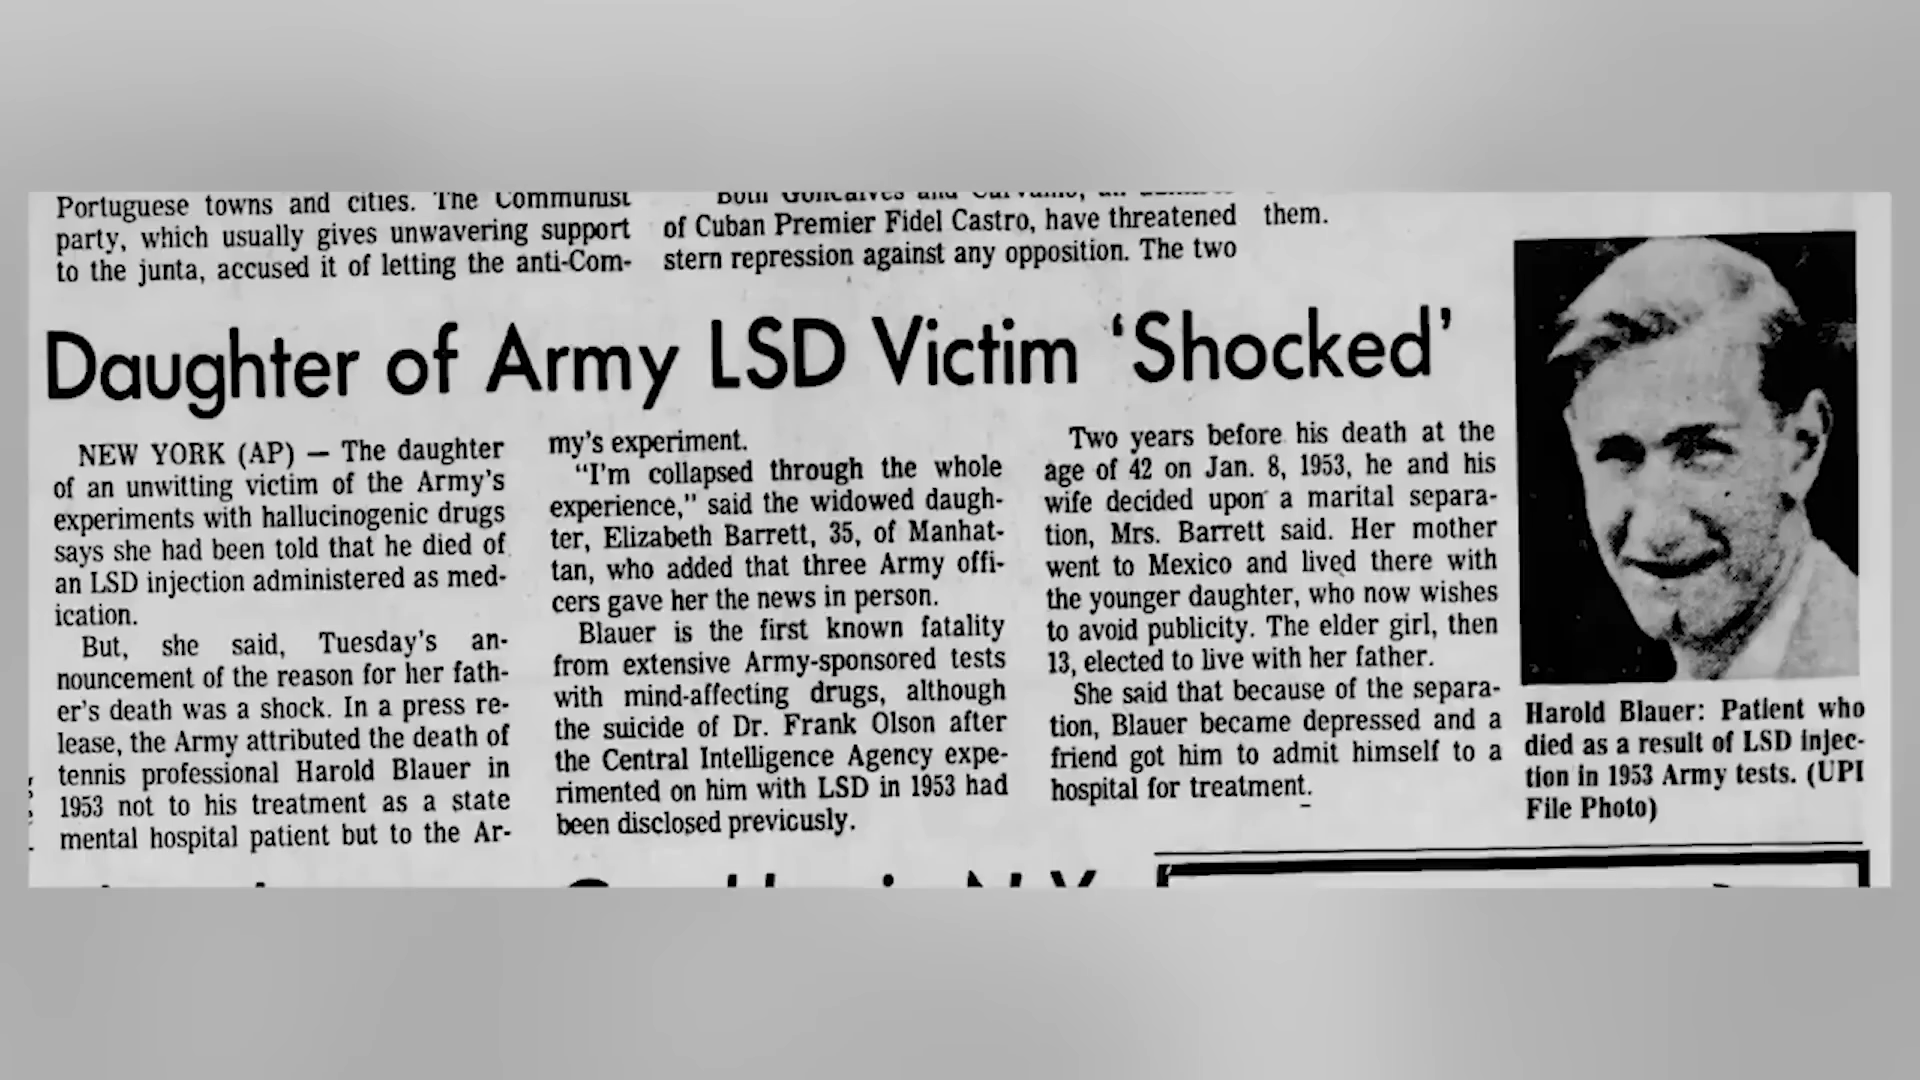 Portuguese towns and cities. The Communist
party, which usually gives unwavering support
to the junta, accused it of letting the anti-Com-
Both Goncalves and Carvalho,
of Cuban Premier Fidel Castro, have threatened
stern repression against any opposition. The two
them.
Daughter of Army LSD Victim ‘Shocked’
NEW YORK (AP) — The daughter
of an unwitting victim of the Army's
experiments with hallucinogenic drugs
says she had been told that he died of
an LSD injection administered as med-
ication.
But, she said, Tuesday's an-
nouncement of the reason for her fath-
er's death was a shock. In a press re-
lease, the Army attributed the death of
tennis professional Harold Blauer in
1953 not to his treatment as a state
mental hospital patient but to the Ar-
my's experiment.
"I'm collapsed through the whole
experience," said the widowed daugh-
ter, Elizabeth Barrett, 35, of Manhat-
tan, who added that three Army offi-
cers gave her the news in person.
Blauer is the first known fatality
from extensive Army-sponsored tests
with mind-affecting drugs, although
the suicide of Dr. Frank Olson after
the Central Intelligence Agency expe-
rimented on him with LSD in 1953 had
been disclosed previously.
Two years before his death at the
age of 42 on Jan. 8, 1953, he and his
wife decided upon a marital separa-
tion, Mrs. Barrett said. Her mother
went to Mexico and lived there with
the younger daughter, who now wishes
to avoid publicity. The elder girl, then
13, elected to live with her father.
She said that because of the separa-
tion, Blauer became depressed and a
friend got him to admit himself to a
hospital for treatment.
Harold Blauer: Patient who
died as a result of LSD injec-
tion in 1953 Army tests. (UPI
File Photo)